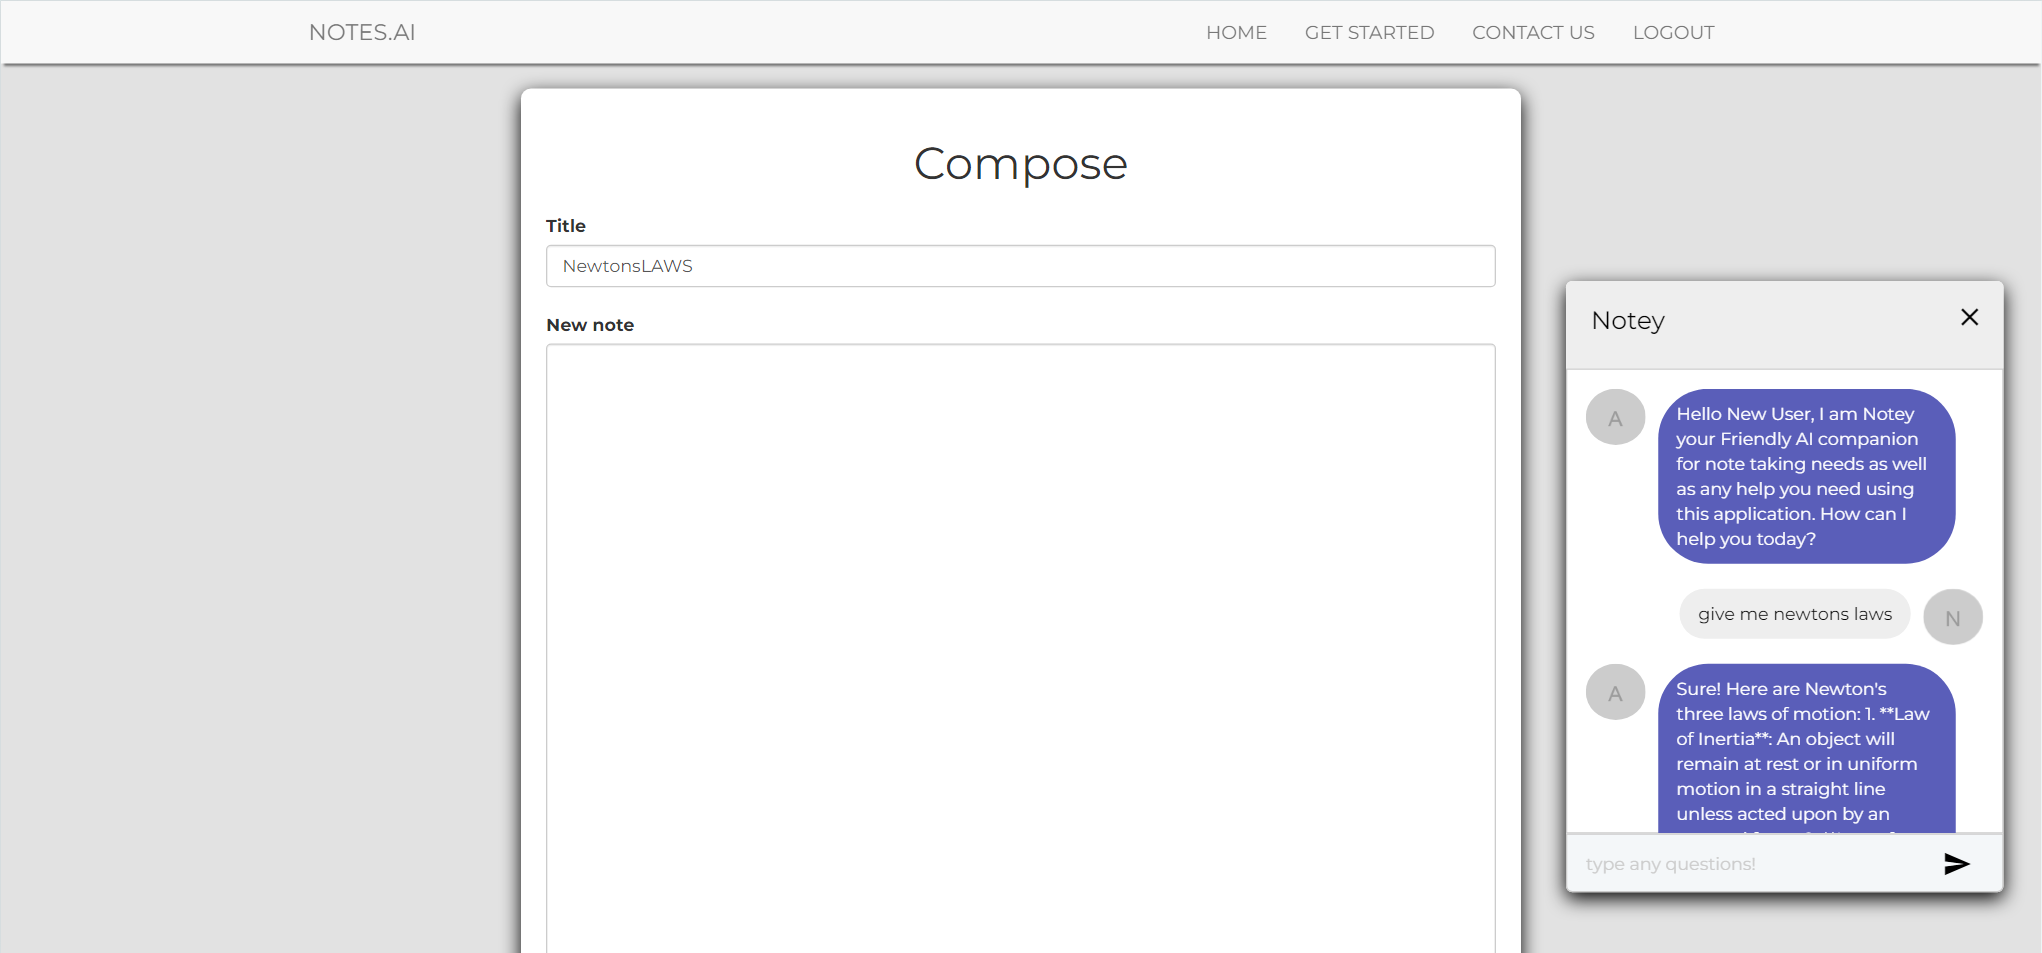 NOTES.AI
HOME GET STARTED CONTACT US LOGOUT
Compose
Title
NewtonsLAWS
New note
Notey
A
Hello New User, I am Notey
your Friendly AI companion
for note taking needs as well
as any help you need using
this application. How can I
help you today?
give me newtons laws
N
A
Sure! Here are Newton's
three laws of motion: 1. **Law
of Inertia**: An object will
remain at rest or in uniform
motion in a straight line
unless acted upon by an
type any questions!